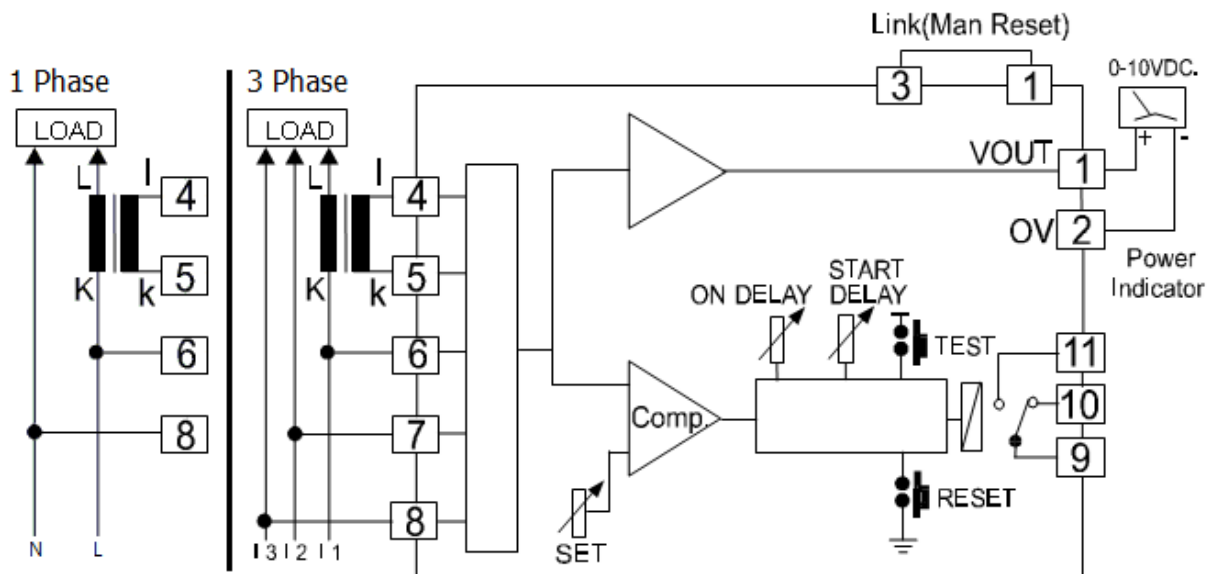 Link(Man Reset)
3
1
0-10VDC.
+
-
1 Phase
LOAD
L
l
4
5
K
k
6
8
N
L
3 Phase
LOAD
L
l
4
5
K
k
6
7
8
l 3 l 2 l 1
VOUT
1
OV
2
Power
Indicator
ON DELAY
START
DELAY
TEST
Comp.
SET
RESET
11
10
9